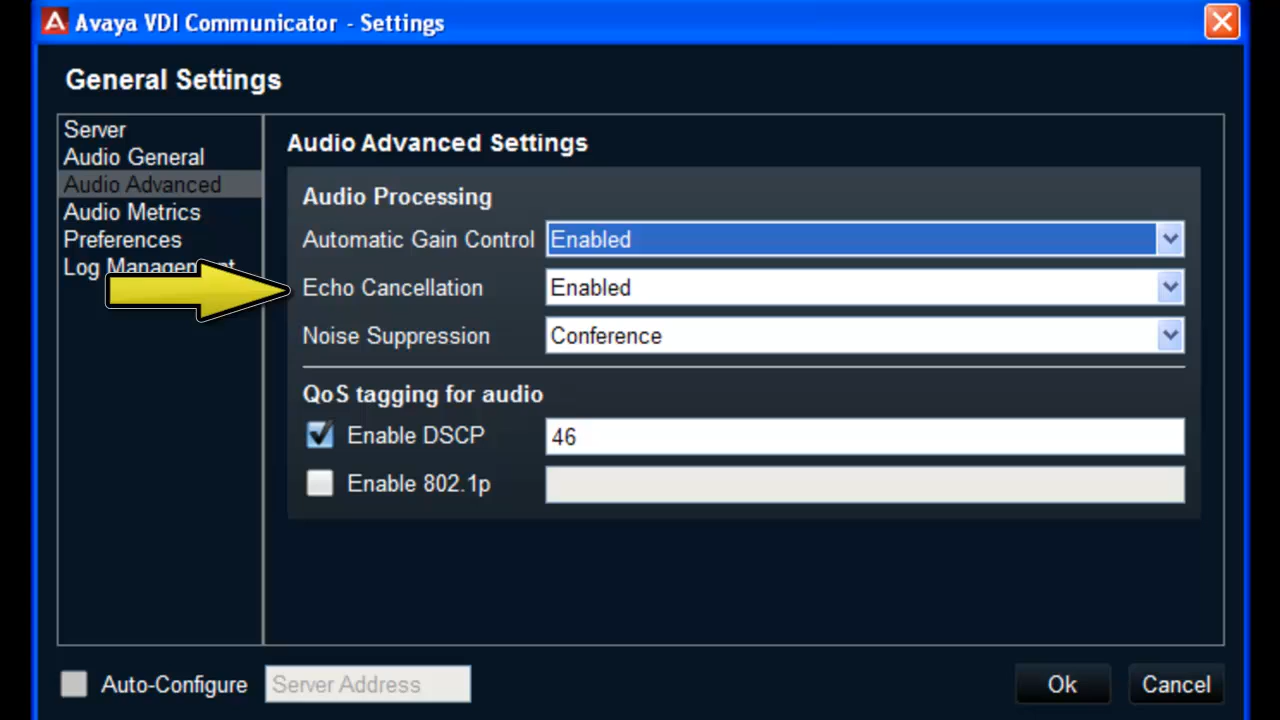 Avaya VDI Communicator - Settings
General Settings
Server
Audio General
Audio Advanced
Audio Metrics
Preferences
Log Management
Audio Advanced Settings
Audio Processing
Automatic Gain Control Enabled
Echo Cancellation Enabled
Noise Suppression Conference
QoS tagging for audio
Enable DSCP 46
Enable 802.1p
Auto-Configure Server Address Ok Cancel